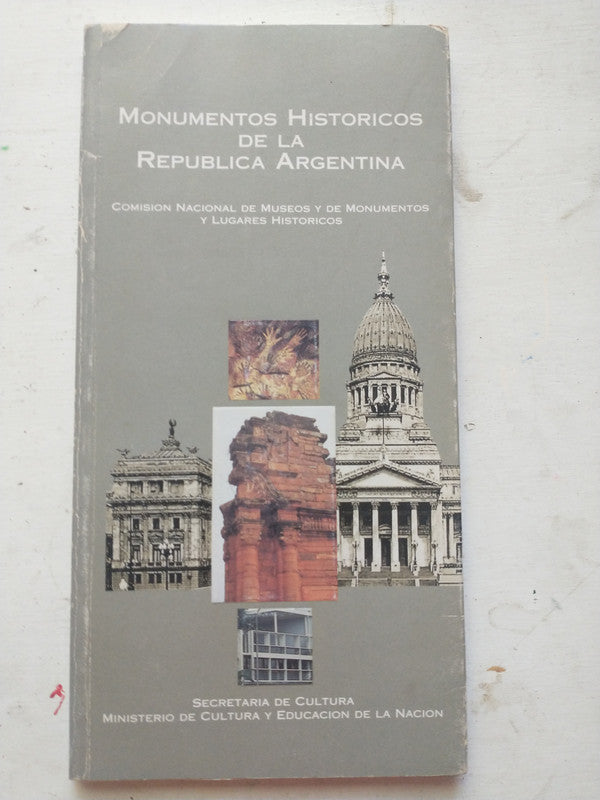 MONUMENTOS HISTORICOS
DE LA
REPUBLICA ARGENTINA
COMISION NACIONAL DE MUSEOS Y DE MONUMENTOS
Y LUGARES HISTORICOS
SECRETARIA DE CULTURA
MINISTERIO DE CULTURA Y EDUCACION DE LA NACION